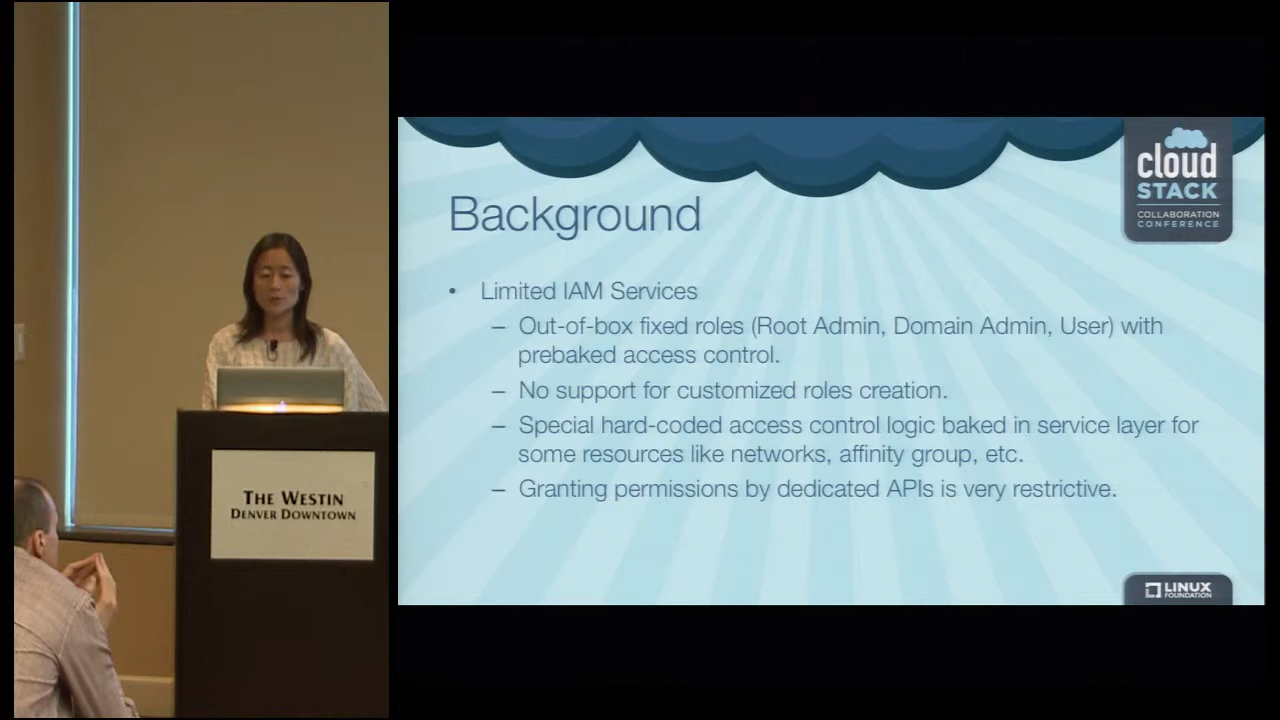 Background
• Limited IAM Services
– Out-of-box fixed roles (Root Admin, Domain Admin, User) with
prebaked access control.
– No support for customized roles creation.
– Special hard-coded access control logic baked in service layer for
some resources like networks, affinity group, etc.
– Granting permissions by dedicated APIs is very restrictive.
cloud
STACK
COLLABORATION
CONFERENCE
LINUX
FOUNDATION
THE WESTIN
DENVER DOWNTOWN